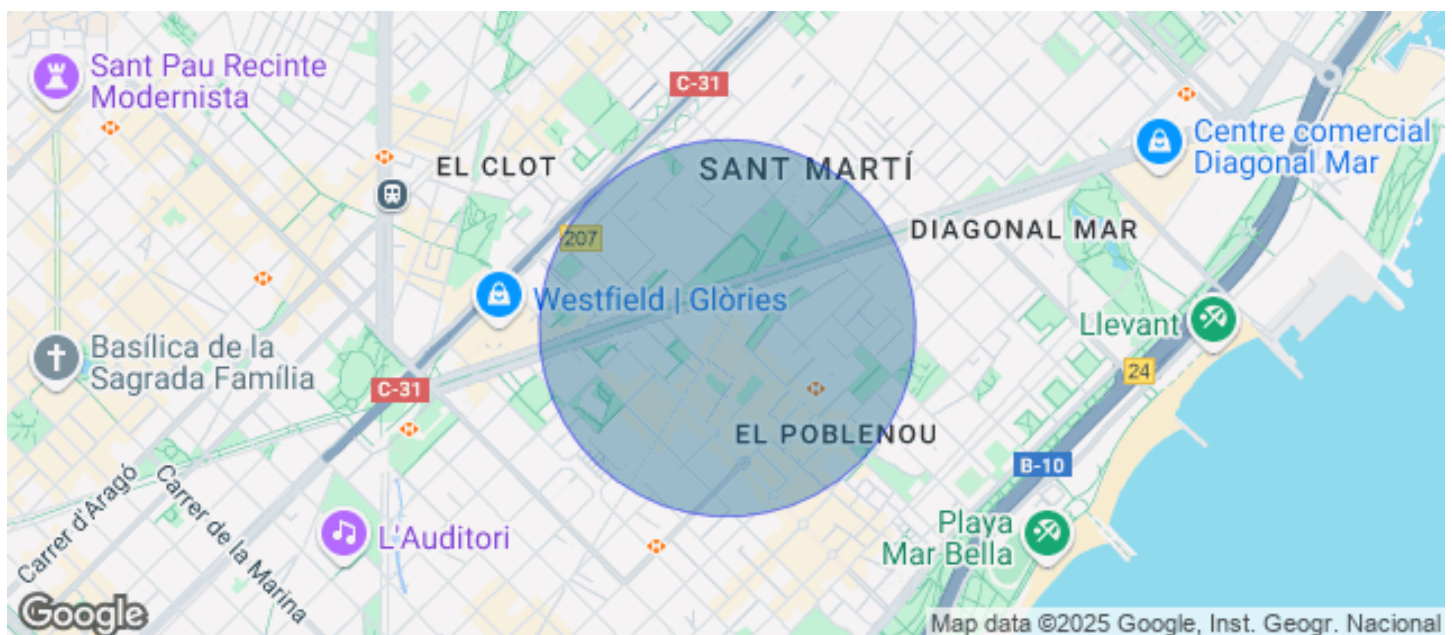 Sant Pau Recinte
Modernista
C-31
EL CLOT
SANT MARTÍ
Centre comercial
Diagonal Mar
207
DIAGONAL MAR
Westfield | Glòries
Llevant
Basílica de la
Sagrada Família
C-31
24
EL POBLENOU
B-10
Carrer d'Aragó
Carrer de la Marina
L'Auditori
Playa
Mar Bella
Google
Map data ©2025 Google, Inst. Geogr. Nacional